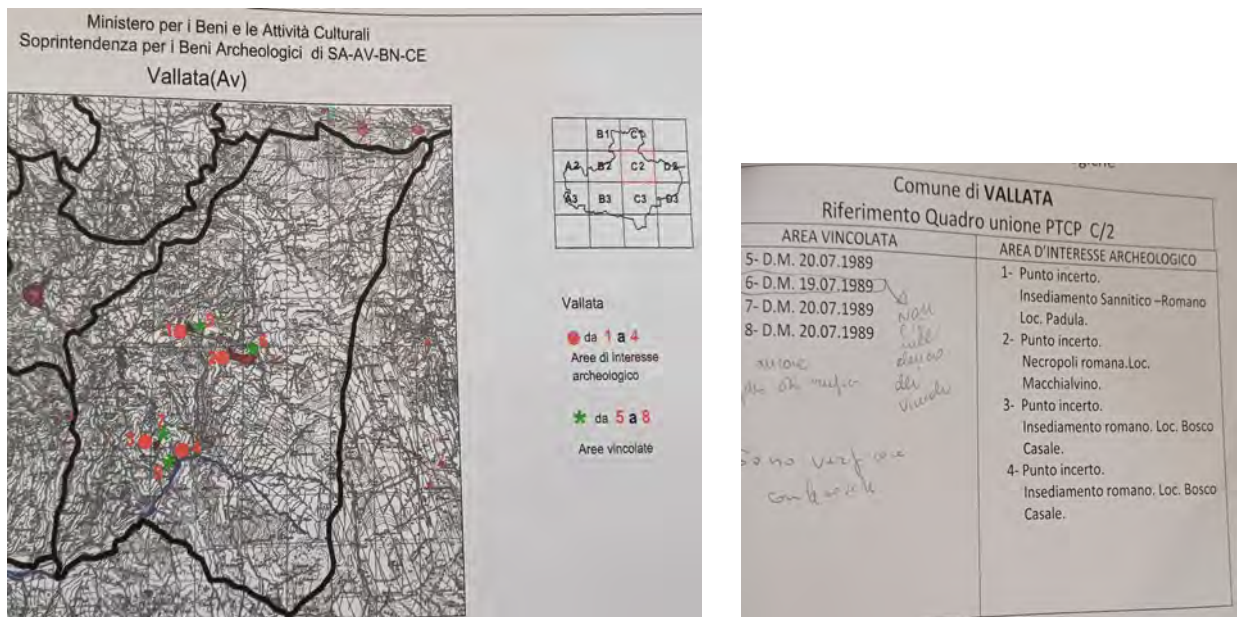 Ministero per i Beni e le Attività Culturali
Soprintendenza per i Beni Archeologici di SA-AV-BN-CE
Vallata(Av)
B1 C1
A2 B2 C2 D2
A3 B3 C3 D3
Vallata
da 1 a 4
Aree di interesse
archeologico
da 5 a 8
Aree vincolate
1
2
3
4
Comune di VALLATA
Riferimento Quadro unione PTCP C/2
AREA VINCOLATA
5- D.M. 20.07.1989
6- D.M. 19.07.1989
7- D.M. 20.07.1989
8- D.M. 20.07.1989
AREA D'INTERESSE ARCHEOLOGICO
1- Punto incerto.
Insediamento Sannitico –Romano
Loc. Padula.
2- Punto incerto.
Necropoli romana.Loc.
Macchialvino.
3- Punto incerto.
Insediamento romano. Loc. Bosco
Casale.
4- Punto incerto.
Insediamento romano. Loc. Bosco
Casale.